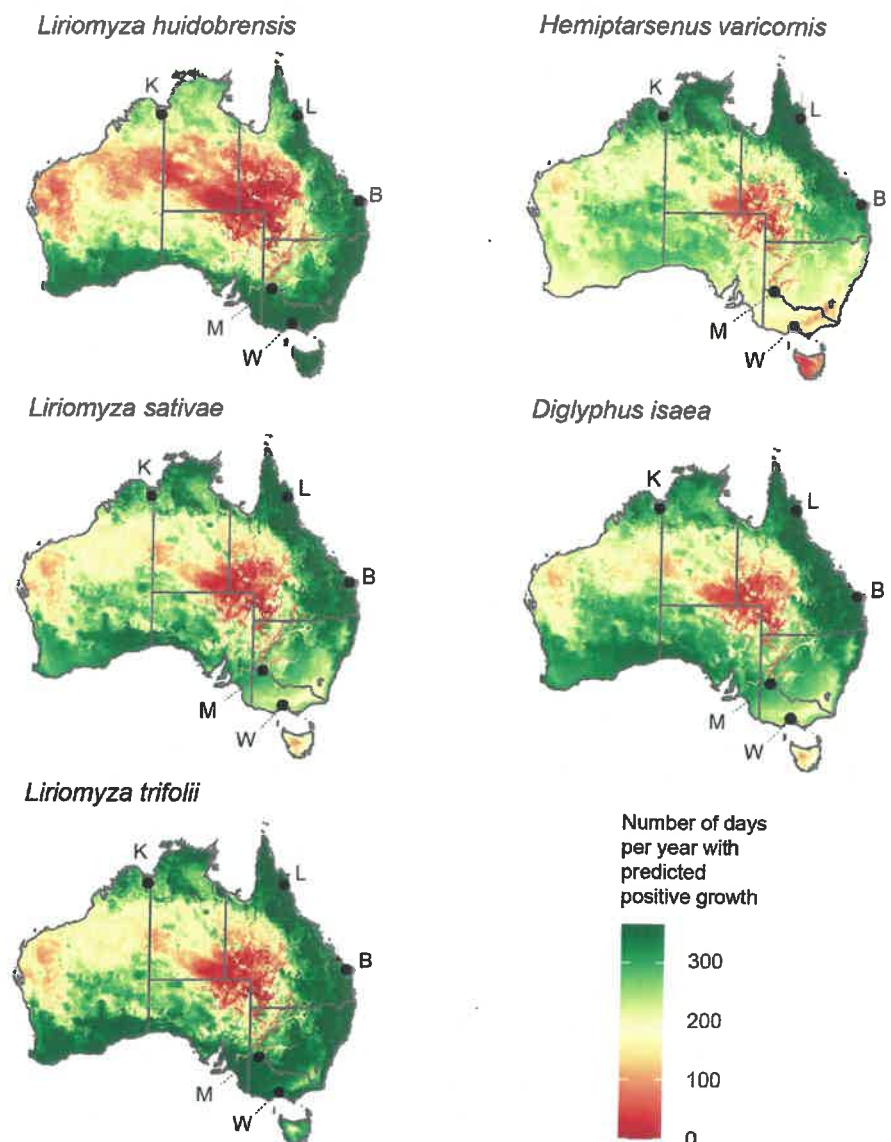 Liriomyza huidobrensis
Hemiptarsenus varicornis
K
L
B
M
W
K
L
B
M
W
Liriomyza sativae
Diglyphus isaea
K
L
B
M
W
K
L
B
M
W
Liriomyza trifolii
K
L
B
M
W
Number of days
per year with
predicted
positive growth
300
200
100
0